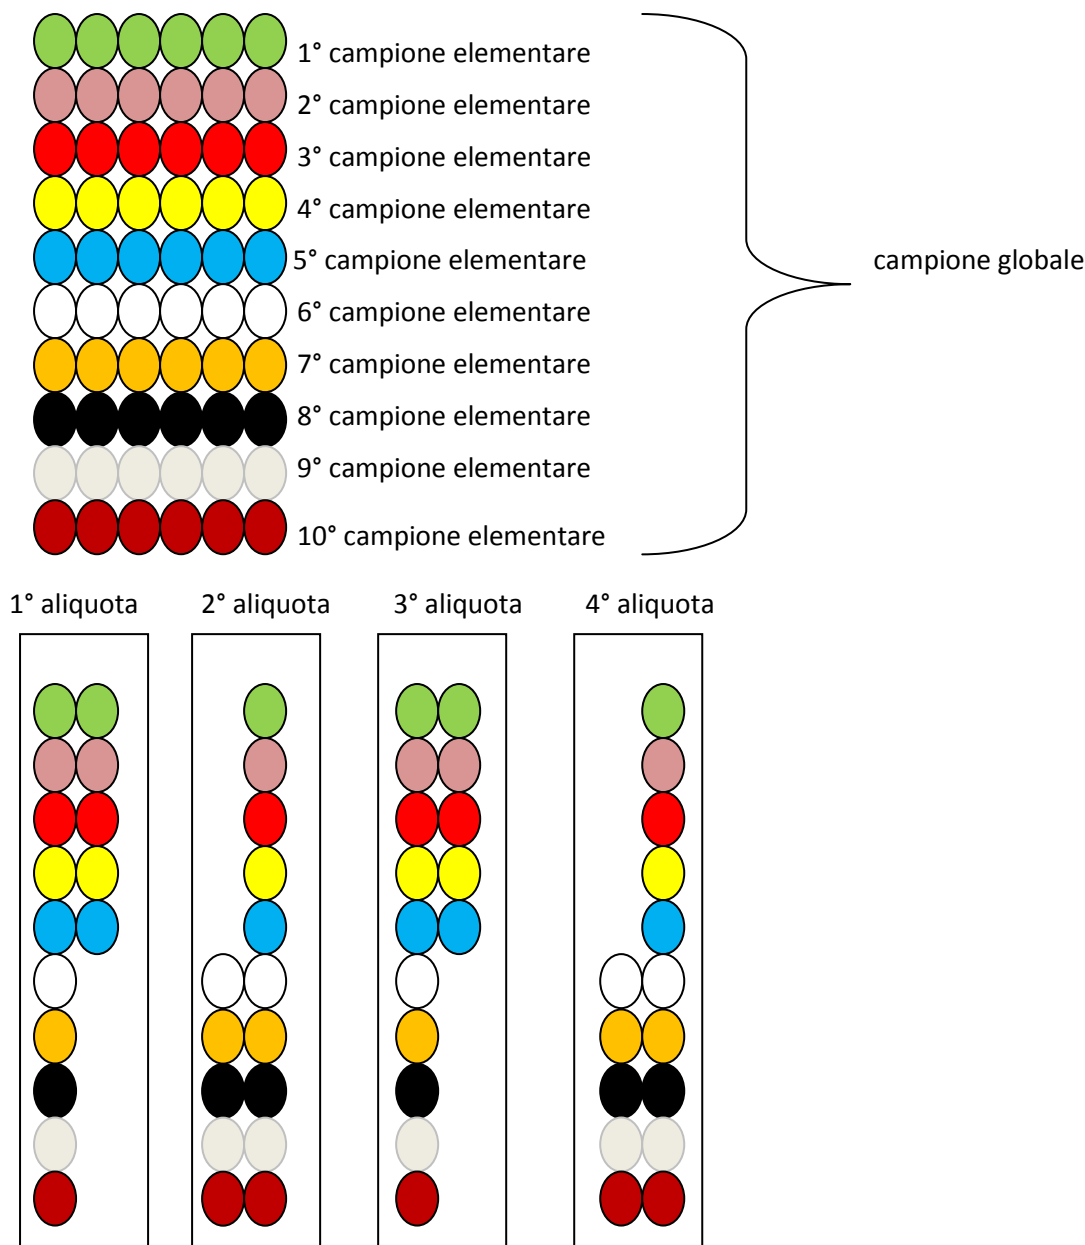 1° campione elementare
2° campione elementare
3° campione elementare
4° campione elementare
5° campione elementare
campione globale
6° campione elementare
7° campione elementare
8° campione elementare
9° campione elementare
10° campione elementare
1° aliquota
2° aliquota
3° aliquota
4° aliquota